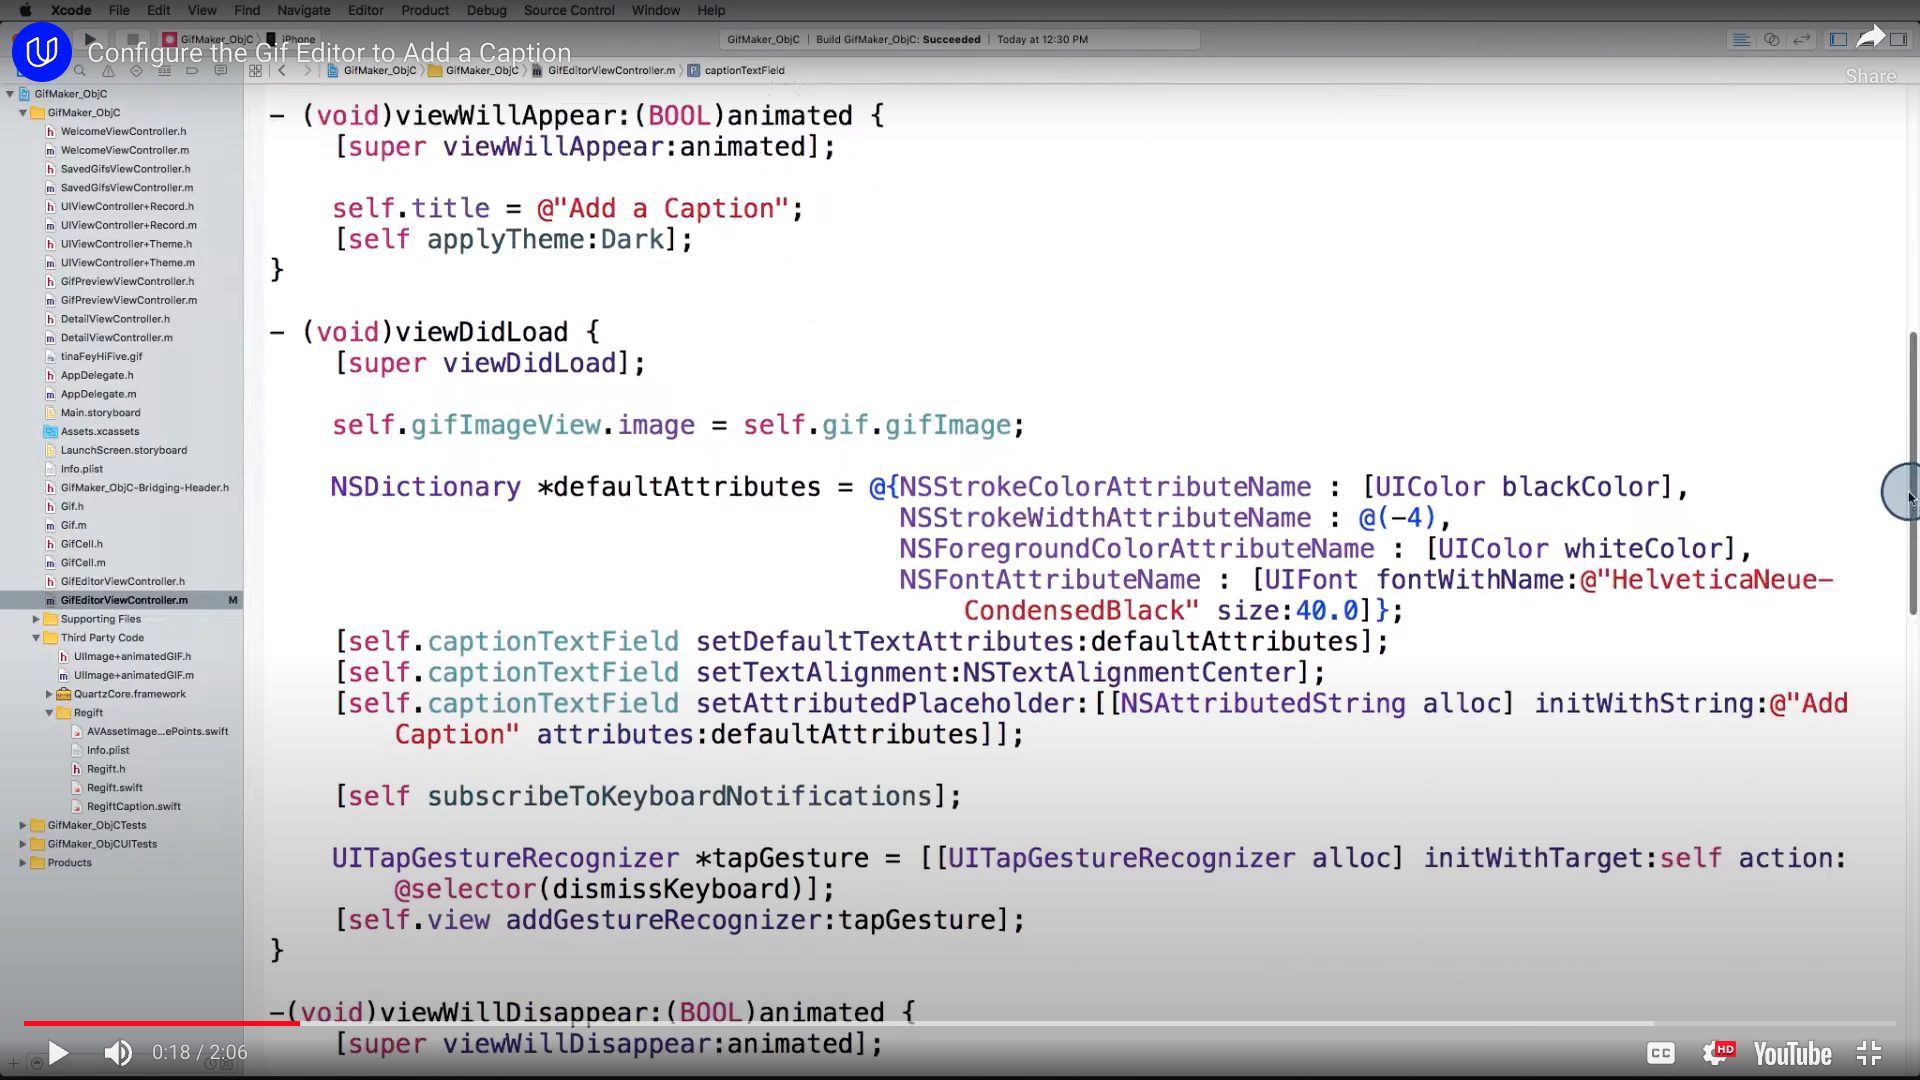 Xcode File Edit View Find Navigate Editor Product Debug Source Control Window Help
GifMaker_ObjC iPhone
GifMaker_ObjC | Build GifMaker_ObjC: Succeeded | Today at 12:30 PM
Configure the Gif Editor to Add a Caption
Share
GifMaker_ObjC GifMaker_ObjC GifEditorViewController.m captionTextField
GifMaker_ObjC
GifMaker_ObjC
WelcomeViewController.h
WelcomeViewController.m
SavedGifsViewController.h
SavedGifsViewController.m
UIViewController+Record.h
UIViewController+Record.m
UIViewController+Theme.h
UIViewController+Theme.m
GifPreviewViewController.h
GifPreviewViewController.m
DetailViewController.h
DetailViewController.m
tinaFeyHiFive.gif
AppDelegate.h
AppDelegate.m
Main.storyboard
Assets.xcassets
LaunchScreen.storyboard
Info.plist
GifMaker_ObjC-Bridging-Header.h
Gif.h
Gif.m
GifCell.h
GifCell.m
GifEditorViewController.h
GifEditorViewController.m M
Supporting Files
Third Party Code
UIImage+animatedGIF.h
UIImage+animatedGIF.m
QuartzCore.framework
Regift
AVAssetImage...ePoints.swift
Info.plist
Regift.h
Regift.swift
RegiftCaption.swift
GifMaker_ObjCTests
GifMaker_ObjCUITests
Products
- (void)viewWillAppear:(BOOL)animated {
[super viewWillAppear:animated];
self.title = @"Add a Caption";
[self applyTheme:Dark];
}
- (void)viewDidLoad {
[super viewDidLoad];
self.gifImageView.image = self.gif.gifImage;
NSDictionary *defaultAttributes = @{NSStrokeColorAttributeName : [UIColor blackColor],
NSStrokeWidthAttributeName : @(-4),
NSForegroundColorAttributeName : [UIColor whiteColor],
NSFontAttributeName : [UIFont fontWithName:@"HelveticaNeue-
CondensedBlack" size:40.0]};
[self.captionTextField setDefaultTextAttributes:defaultAttributes];
[self.captionTextField setTextAlignment:NSTextAlignmentCenter];
[self.captionTextField setAttributedPlaceholder:[[NSAttributedString alloc] initWithString:@"Add
Caption" attributes:defaultAttributes]];
[self subscribeToKeyboardNotifications];
UITapGestureRecognizer *tapGesture = [[UITapGestureRecognizer alloc] initWithTarget:self action:
@selector(dismissKeyboard)];
[self.view addGestureRecognizer:tapGesture];
}
-(void)viewWillDisappear:(BOOL)animated {
[super viewWillDisappear:animated];
0:18 / 2:06
CC
HD
YouTube